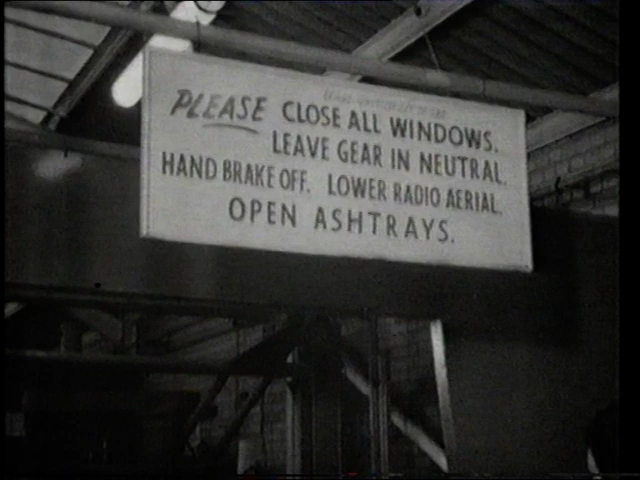 PLEASE CLOSE ALL WINDOWS.
LEAVE GEAR IN NEUTRAL.
HAND BRAKE OFF. LOWER RADIO AERIAL.
OPEN ASHTRAYS.